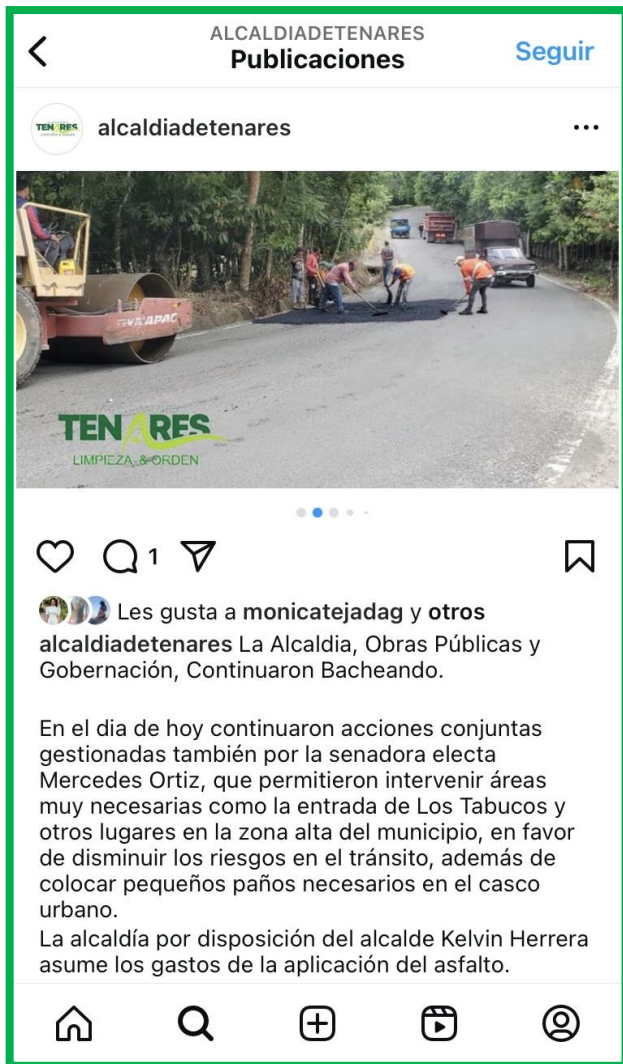 ALCALDIADETENARES
Publicaciones
Seguir
TENARES
alcaldiadetenares
DYNAPAC
TENARES
LIMPIEZA & ORDEN
1
Les gusta a monicatejadag y otros
alcaldiadetenares La Alcaldia, Obras Públicas y
Gobernación, Continuaron Bacheando.
En el dia de hoy continuaron acciones conjuntas
gestionadas también por la senadora electa
Mercedes Ortiz, que permitieron intervenir áreas
muy necesarias como la entrada de Los Tabucos y
otros lugares en la zona alta del municipio, en favor
de disminuir los riesgos en el tránsito, además de
colocar pequeños paños necesarios en el casco
urbano.
La alcaldía por disposición del alcalde Kelvin Herrera
asume los gastos de la aplicación del asfalto.